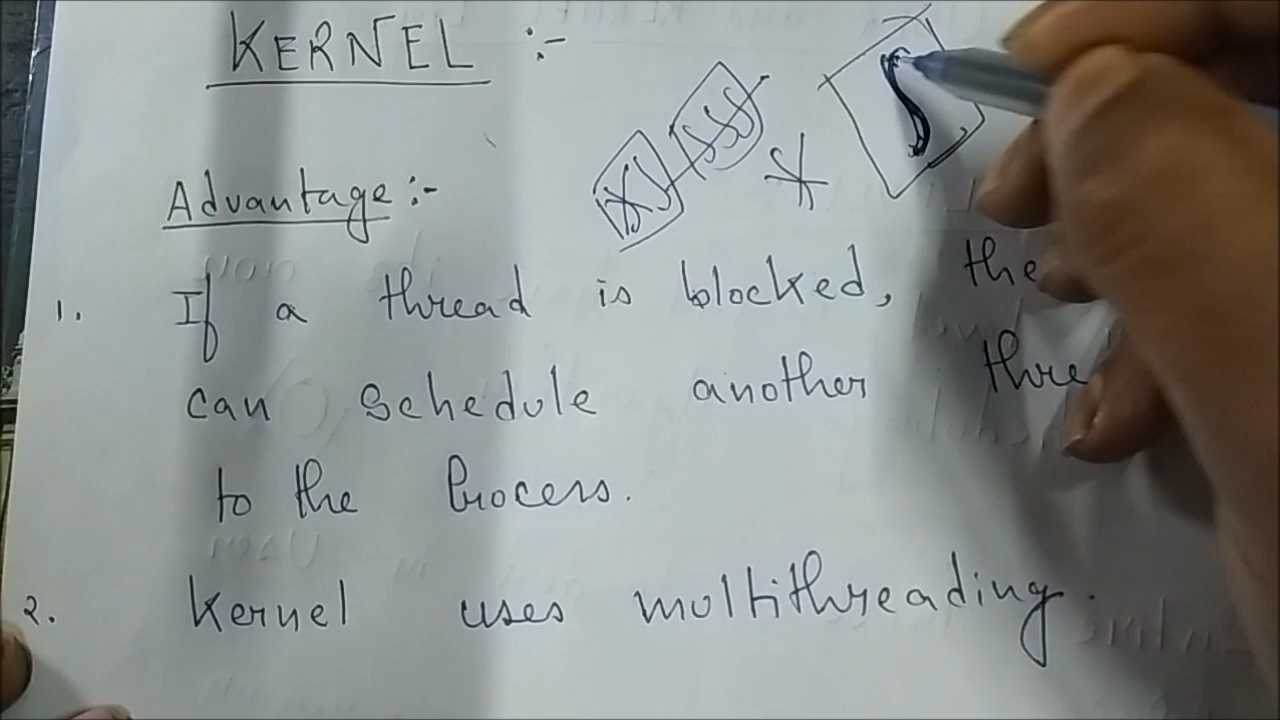 KERNEL :-
Advantage :-
1. If a thread is blocked, the
can schedule another thre
to the Process.
2. Kernel uses multithreading.